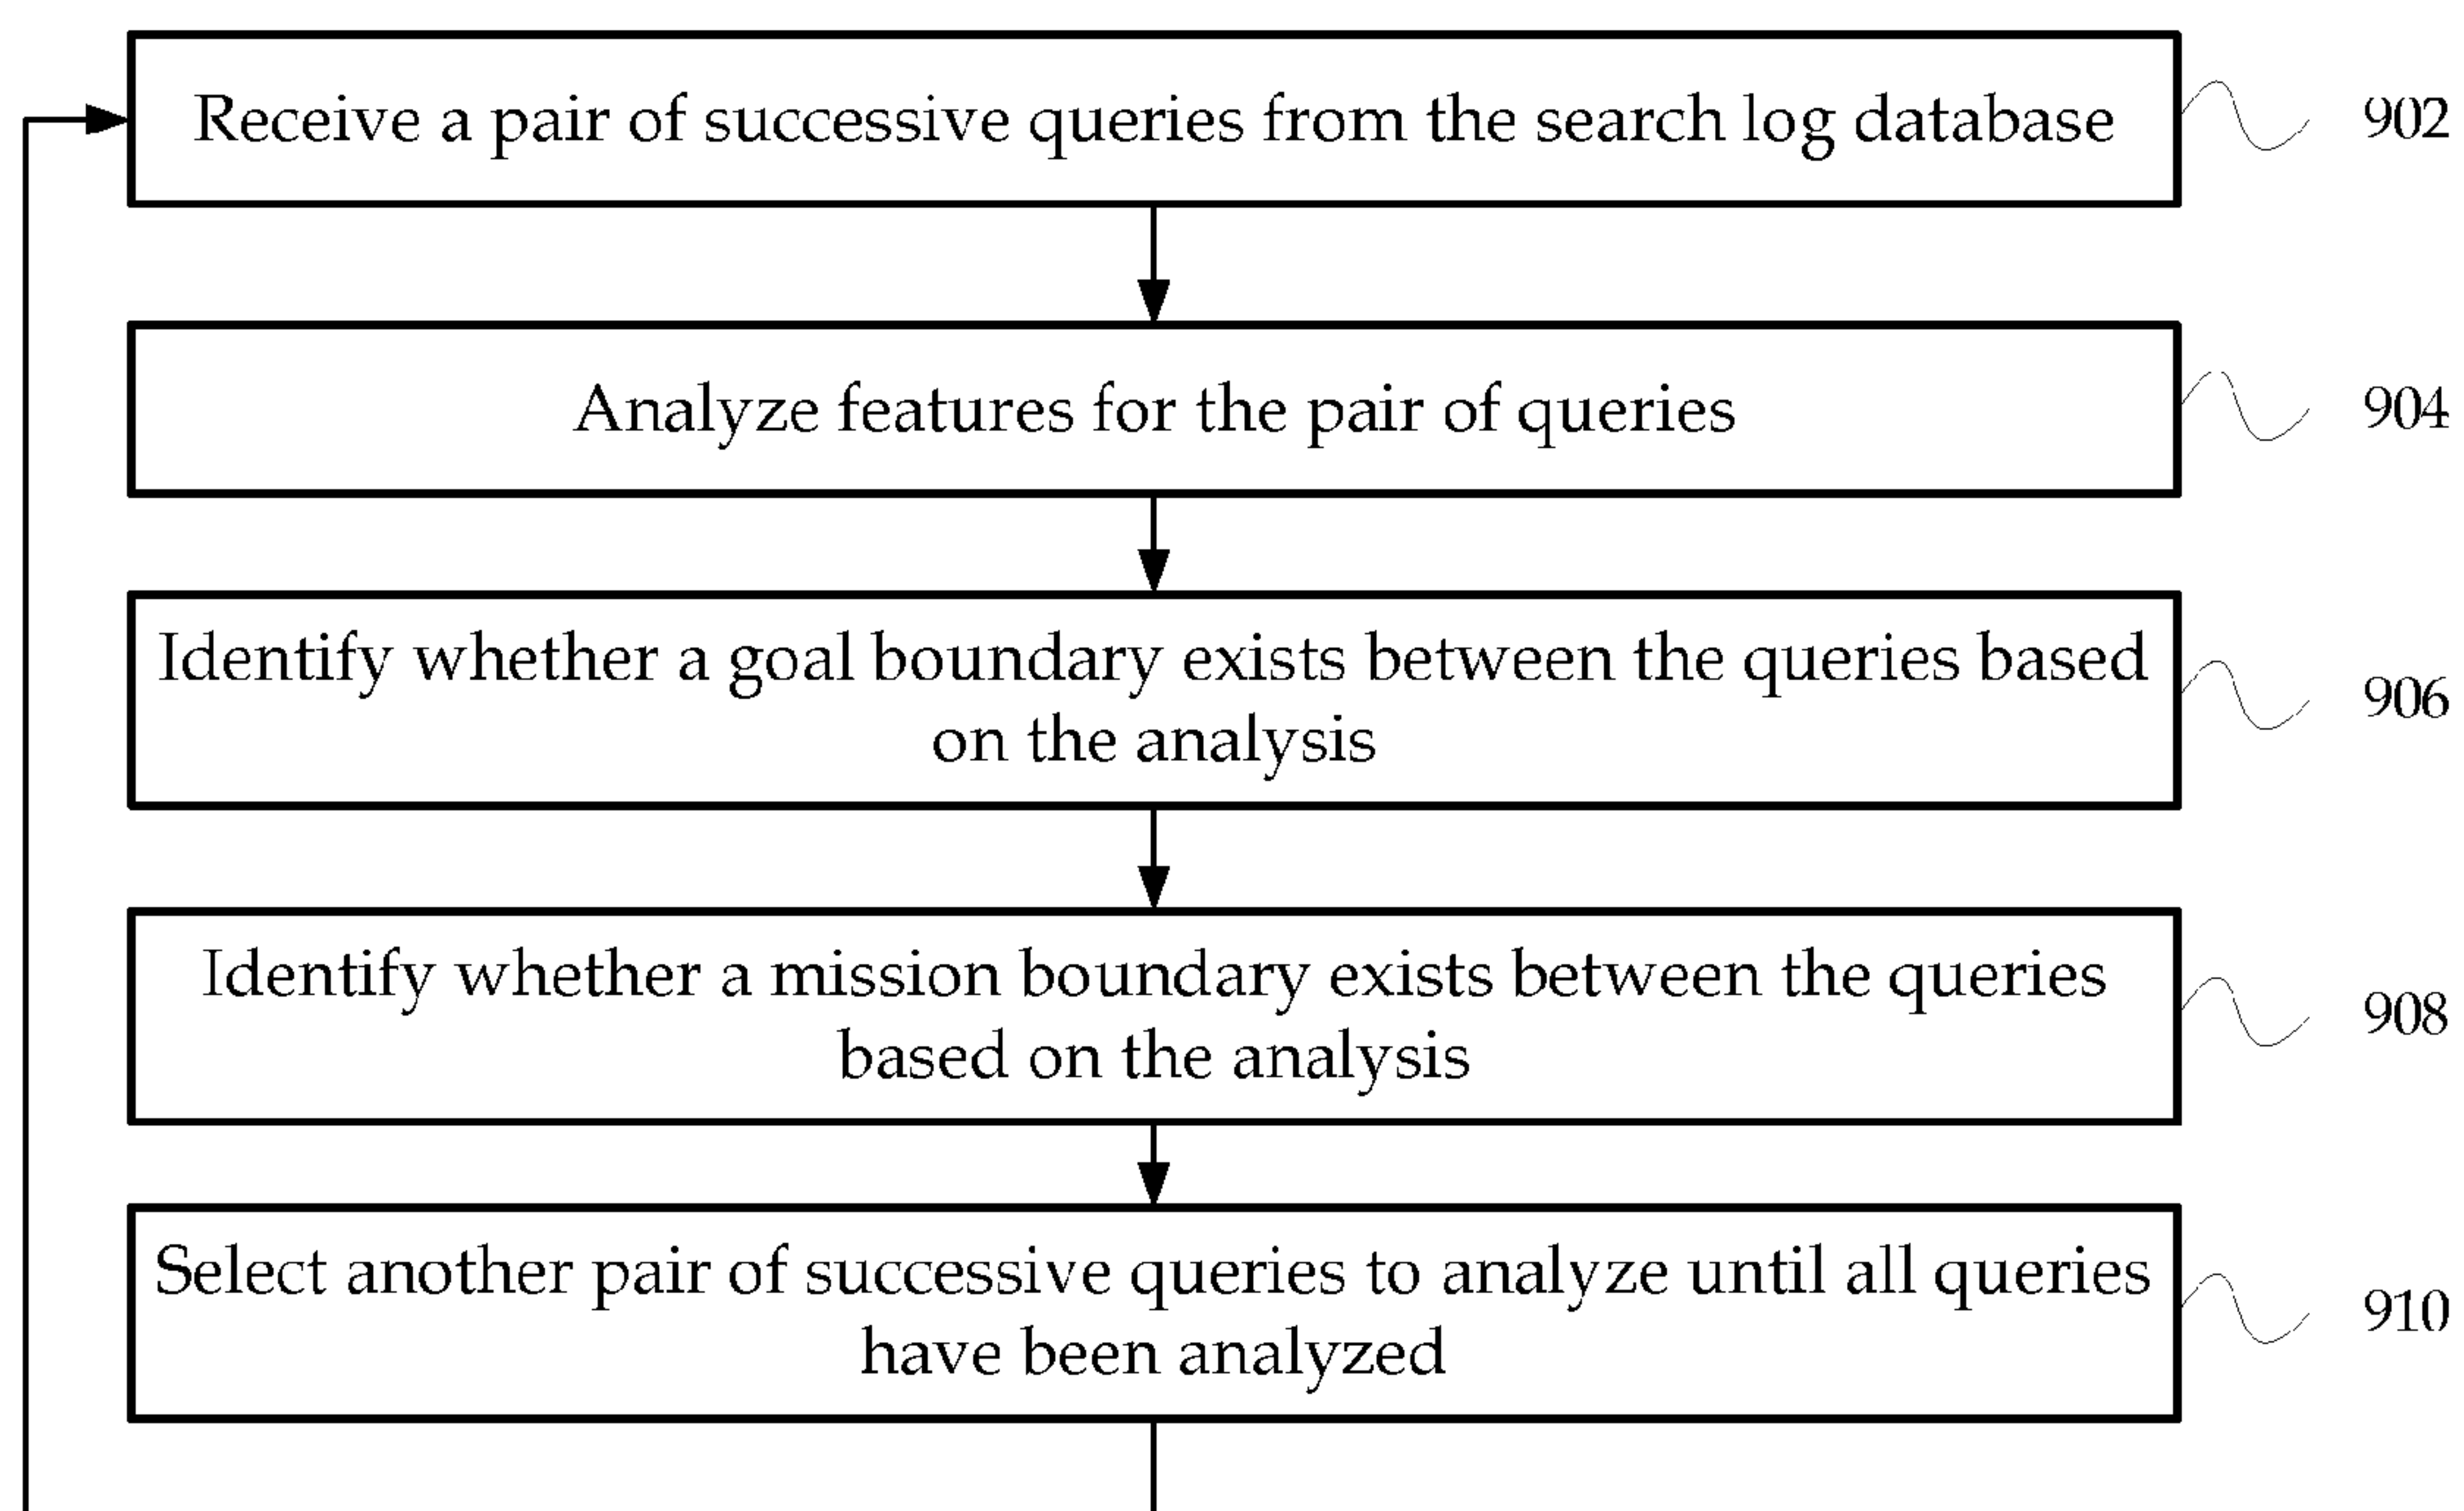 Receive a pair of successive queries from the search log database
902
Analyze features for the pair of queries
904
Identify whether a goal boundary exists between the queries based
on the analysis
906
Identify whether a mission boundary exists between the queries
based on the analysis
908
Select another pair of successive queries to analyze until all queries
have been analyzed
910